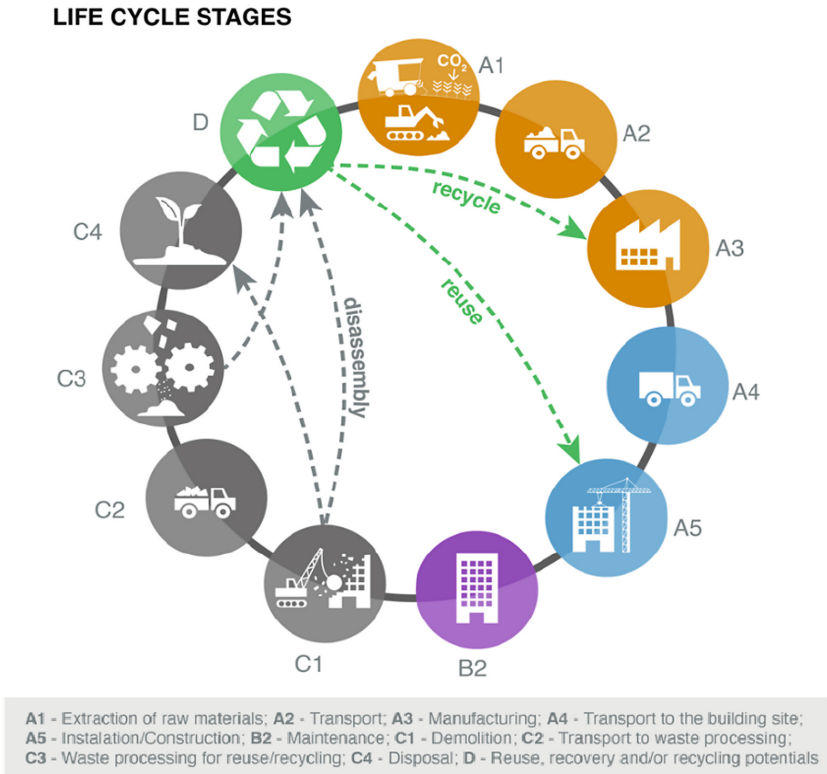 LIFE CYCLE STAGES
A1
CO2
D
A2
recycle
A3
C4
reuse
disassembly
C3
A4
C2
A5
C1
B2
A1 - Extraction of raw materials; A2 - Transport; A3 - Manufacturing; A4 - Transport to the building site;
A5 - Instalation/Construction; B2 - Maintenance; C1 - Demolition; C2 - Transport to waste processing;
C3 - Waste processing for reuse/recycling; C4 - Disposal; D - Reuse, recovery and/or recycling potentials